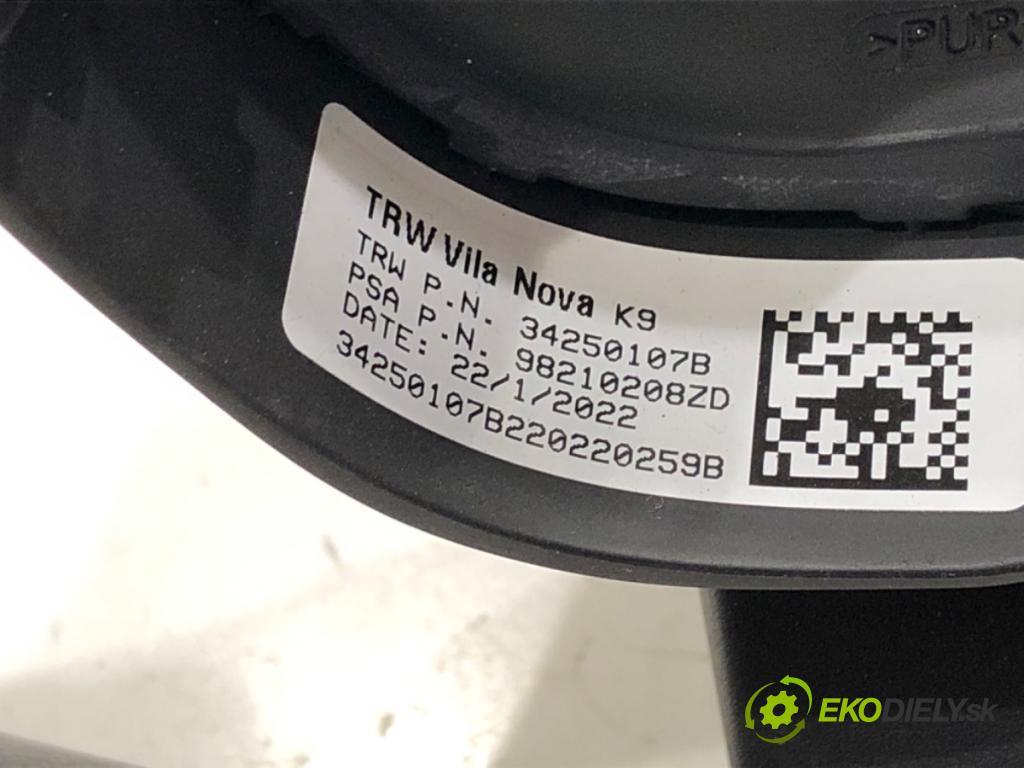 >PUR
TRW Vila Nova K9
TRW P.N. 34250107B
PSA P.N. 98210208ZD
DATE: 22/1/2022
34250107B220220259B
EKODIELY.sk